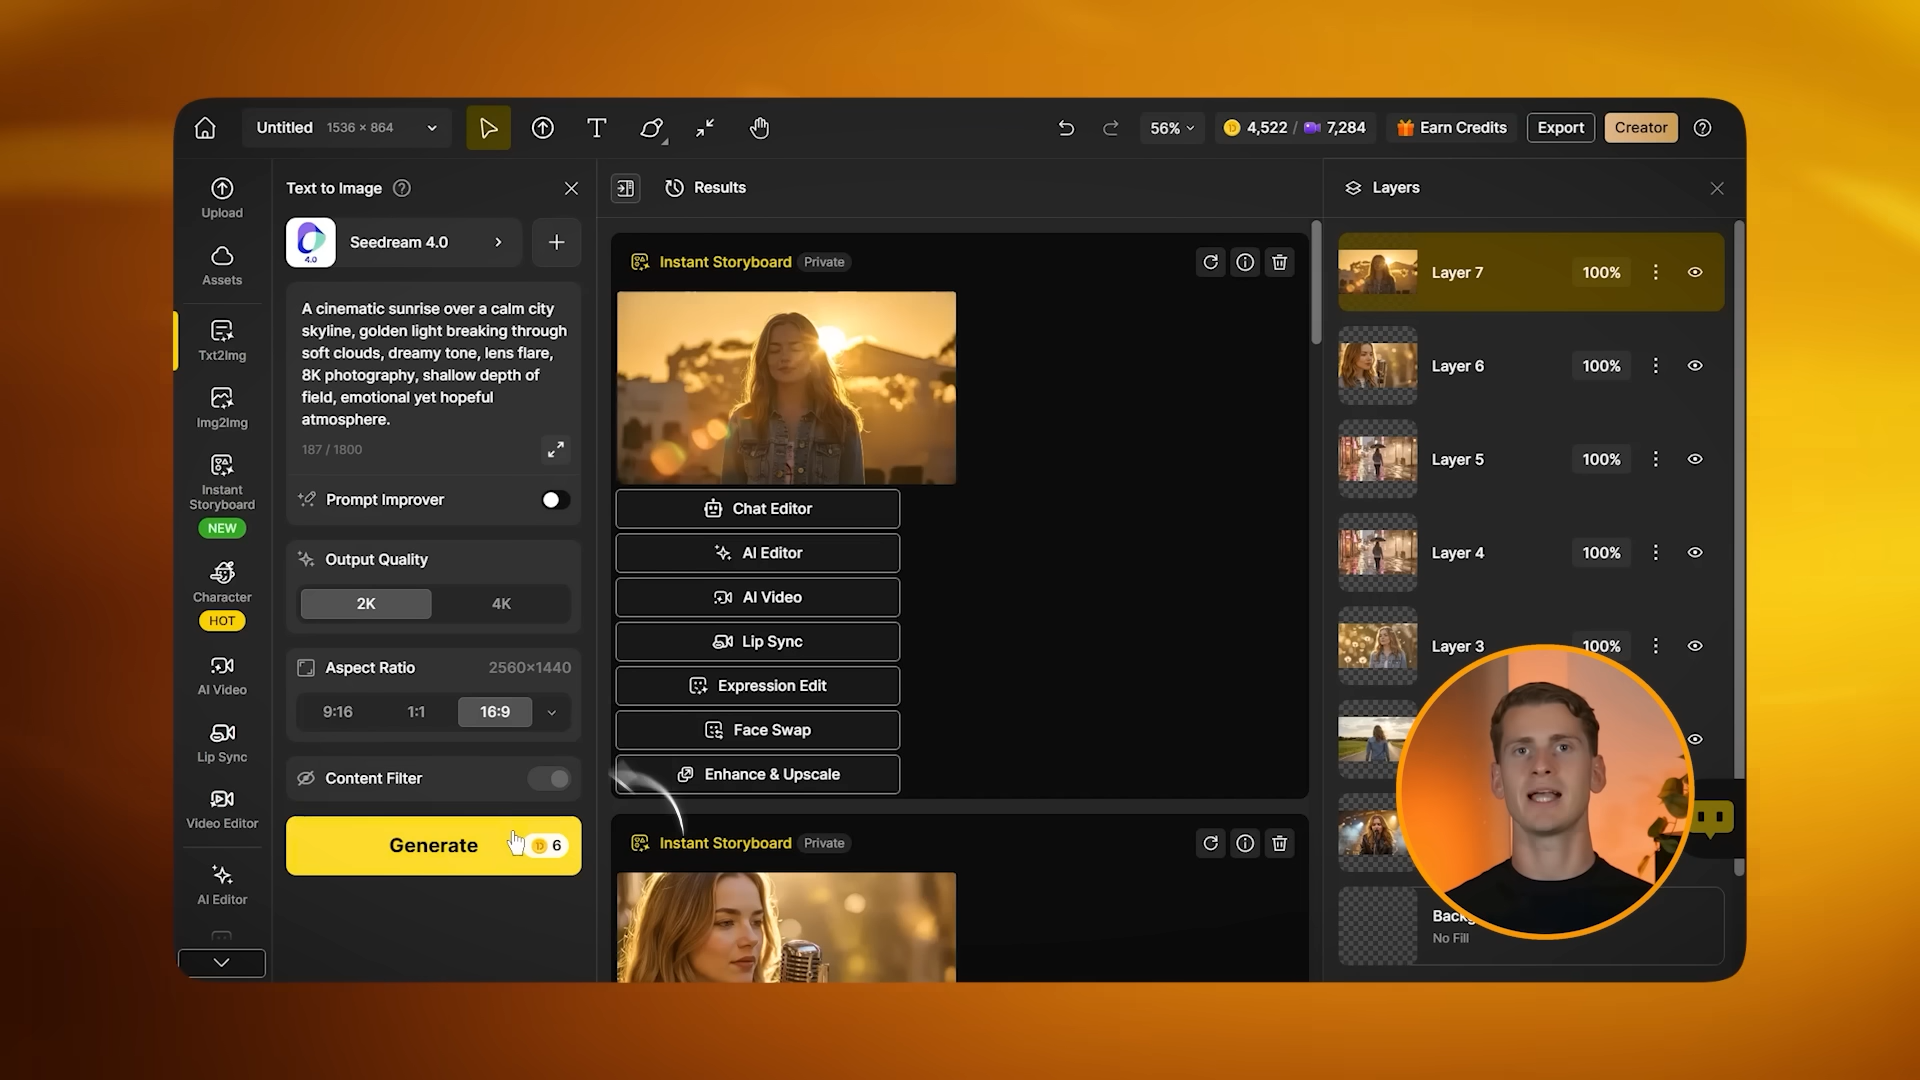 Untitled 1536 × 864
56%
4,522 / 7,284
Earn Credits
Export
Creator
Upload
Assets
Txt2Img
Img2Img
Instant
Storyboard
NEW
Character
HOT
AI Video
Lip Sync
Video Editor
AI Editor
Text to Image
4.0
Seedream 4.0
A cinematic sunrise over a calm city
skyline, golden light breaking through
soft clouds, dreamy tone, lens flare,
8K photography, shallow depth of
field, emotional yet hopeful
atmosphere.
187 / 1800
Prompt Improver
Output Quality
2K 4K
Aspect Ratio 2560×1440
9:16 1:1 16:9
Content Filter
Generate 6
Results
Instant Storyboard Private
Chat Editor
AI Editor
AI Video
Lip Sync
Expression Edit
Face Swap
Enhance & Upscale
Instant Storyboard Private
Layers
Layer 7 100%
Layer 6 100%
Layer 5 100%
Layer 4 100%
Layer 3 100%
No Fill